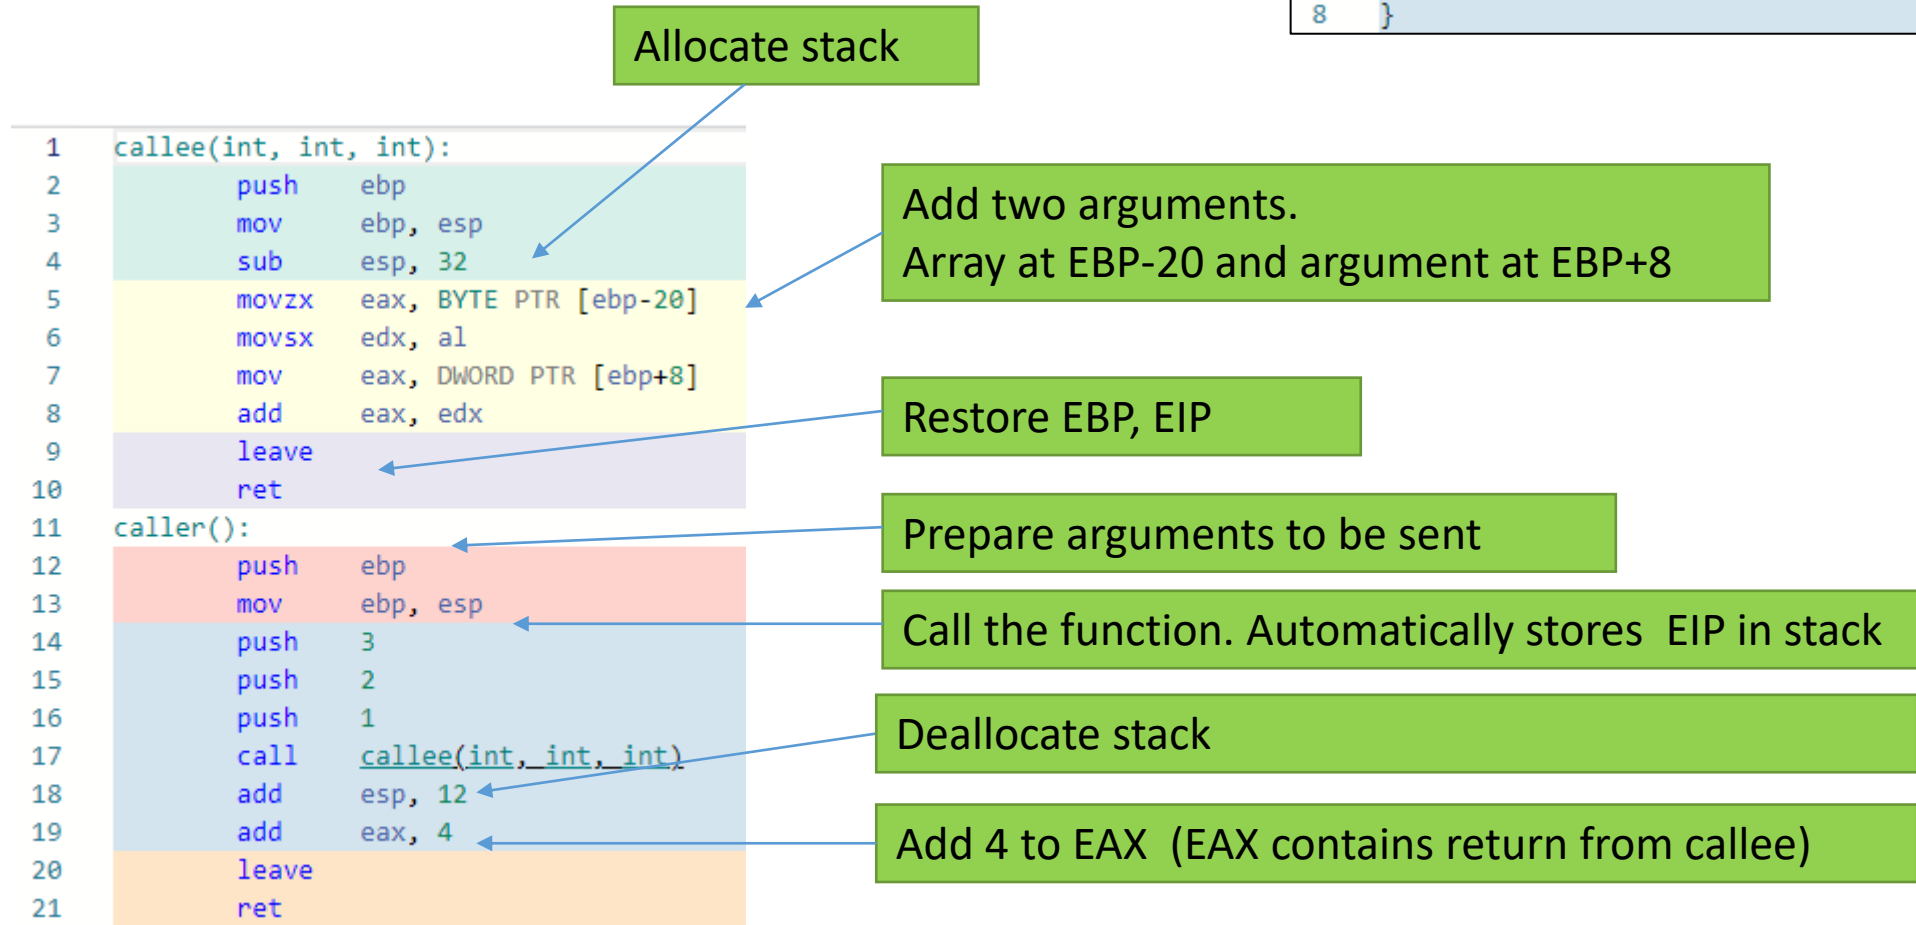 8 }
Allocate stack
1 callee(int, int, int):
2 push ebp
3 mov ebp, esp
4 sub esp, 32
5 movzx eax, BYTE PTR [ebp-20]
6 movsx edx, al
7 mov eax, DWORD PTR [ebp+8]
8 add eax, edx
9 leave
10 ret
11 caller():
12 push ebp
13 mov ebp, esp
14 push 3
15 push 2
16 push 1
17 call callee(int, int, int)
18 add esp, 12
19 add eax, 4
20 leave
21 ret
Add two arguments.
Array at EBP-20 and argument at EBP+8
Restore EBP, EIP
Prepare arguments to be sent
Call the function. Automatically stores EIP in stack
Deallocate stack
Add 4 to EAX (EAX contains return from callee)